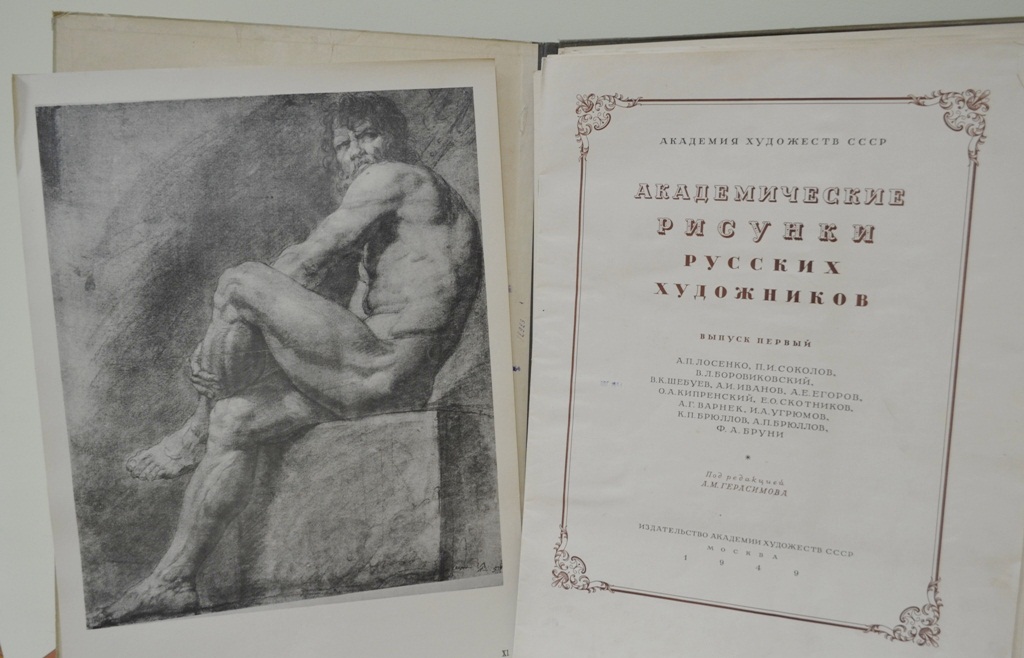 XI
АКАДЕМИЯ ХУДОЖЕСТВ СССР
АКАДЕМИЧЕСКИЕ
РИСУНКИ
РУССКИХ
ХУДОЖНИКОВ
ВЫПУСК ПЕРВЫЙ
А.П. ЛОСЕНКО, П.И. СОКОЛОВ,
В.Л. БОРОВИКОВСКИЙ,
В.К. ШЕБУЕВ, А.И. ИВАНОВ, А.Е. ЕГОРОВ,
О.А. КИПРЕНСКИЙ, Е.О. СКОТНИКОВ,
А.Г. ВАРНЕК, И.А. УГРЮМОВ,
К.П. БРЮЛЛОВ, А.П. БРЮЛЛОВ,
Ф. А. БРУНИ
*
Под редакцией
А.М. ГЕРАСИМОВА
ИЗДАТЕЛЬСТВО АКАДЕМИИ ХУДОЖЕСТВ СССР
МОСКВА
1949